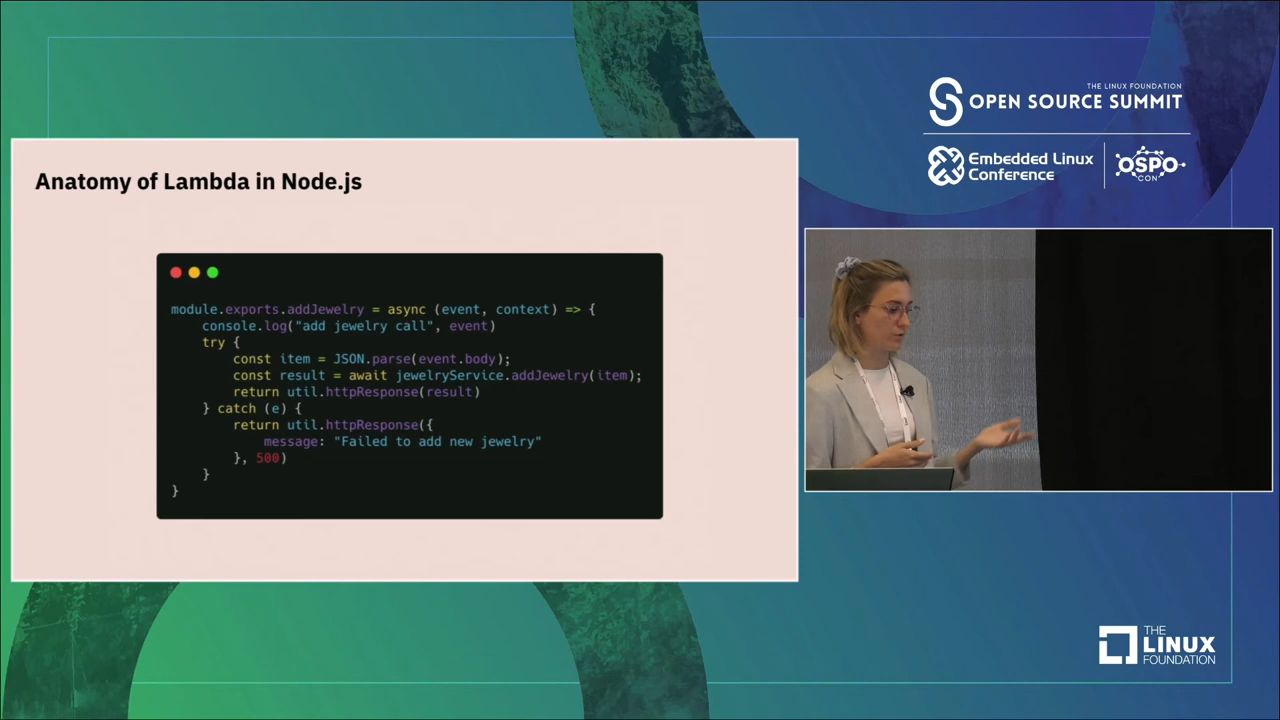 THE LINUX FOUNDATION
OPEN SOURCE SUMMIT
Embedded Linux
Conference
OSPO
CON
Anatomy of Lambda in Node.js
module.exports.addJewelry = async (event, context) => {
    console.log("add jewelry call", event)
    try {
        const item = JSON.parse(event.body);
        const result = await jewelryService.addJewelry(item);
        return util.httpResponse(result)
    } catch (e) {
        return util.httpResponse({
            message: "Failed to add new jewelry"
        }, 500)
    }
}
THE
LINUX
FOUNDATION